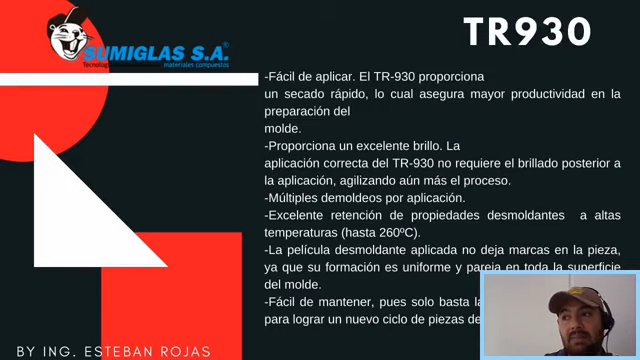 TR930
SUMIGLAS S.A.
materiales compuestos
-Fácil de aplicar. El TR-930 proporciona
un secado rápido, lo cual asegura mayor productividad en la
preparación del
molde.
-Proporciona un excelente brillo. La
aplicación correcta del TR-930 no requiere el brillado posterior a
la aplicación, agilizando aún más el proceso.
-Múltiples demoldeos por aplicación.
-Excelente retención de propiedades desmoldantes a altas
temperaturas (hasta 260ºC).
-La película desmoldante aplicada no deja marcas en la pieza,
ya que su formación es uniforme y pareja en toda la superficie
del molde.
-Fácil de mantener, pues solo basta la
para lograr un nuevo ciclo de piezas de
BY ING. ESTEBAN ROJAS